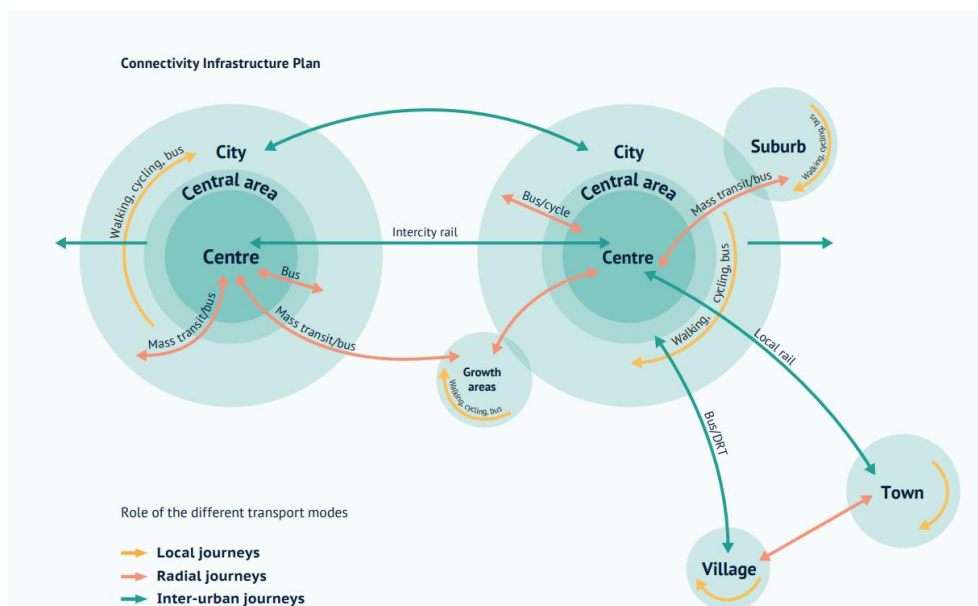 Connectivity Infrastructure Plan
City
Central area
Centre
Walking, cycling, bus
Bus
Mass transit/bus
Mass transit/bus
Intercity rail
City
Central area
Centre
Bus/cycle
Mass transit/bus
Walking, cycling, bus
Suburb
Walking, cycling, bus
Growth
areas
Walking, cycling, bus
Local rail
Bus/DRT
Town
Village
Role of the different transport modes
Local journeys
Radial journeys
Inter-urban journeys